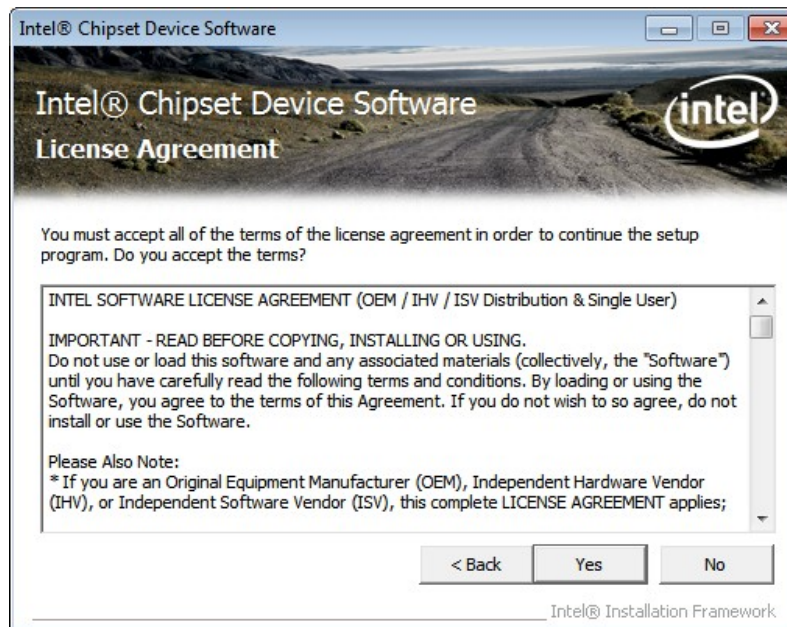 Intel® Chipset Device Software
Intel® Chipset Device Software
License Agreement
intel
You must accept all of the terms of the license agreement in order to continue the setup
program. Do you accept the terms?
INTEL SOFTWARE LICENSE AGREEMENT (OEM / IHV / ISV Distribution & Single User)
IMPORTANT - READ BEFORE COPYING, INSTALLING OR USING.
Do not use or load this software and any associated materials (collectively, the "Software")
until you have carefully read the following terms and conditions. By loading or using the
Software, you agree to the terms of this Agreement. If you do not wish to so agree, do not
install or use the Software.
Please Also Note:
* If you are an Original Equipment Manufacturer (OEM), Independent Hardware Vendor
(IHV), or Independent Software Vendor (ISV), this complete LICENSE AGREEMENT applies;
< Back Yes No
Intel® Installation Framework